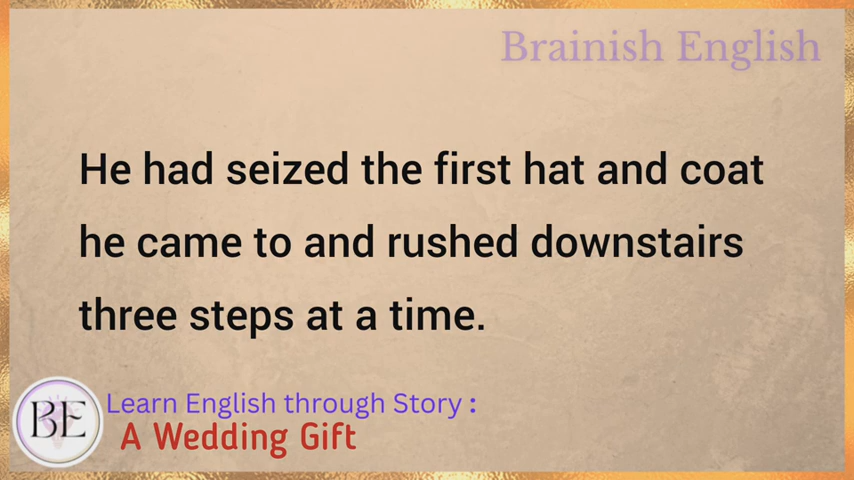 Brainish English
He had seized the first hat and coat
he came to and rushed downstairs
three steps at a time.
BE
Learn English through Story :
A Wedding Gift